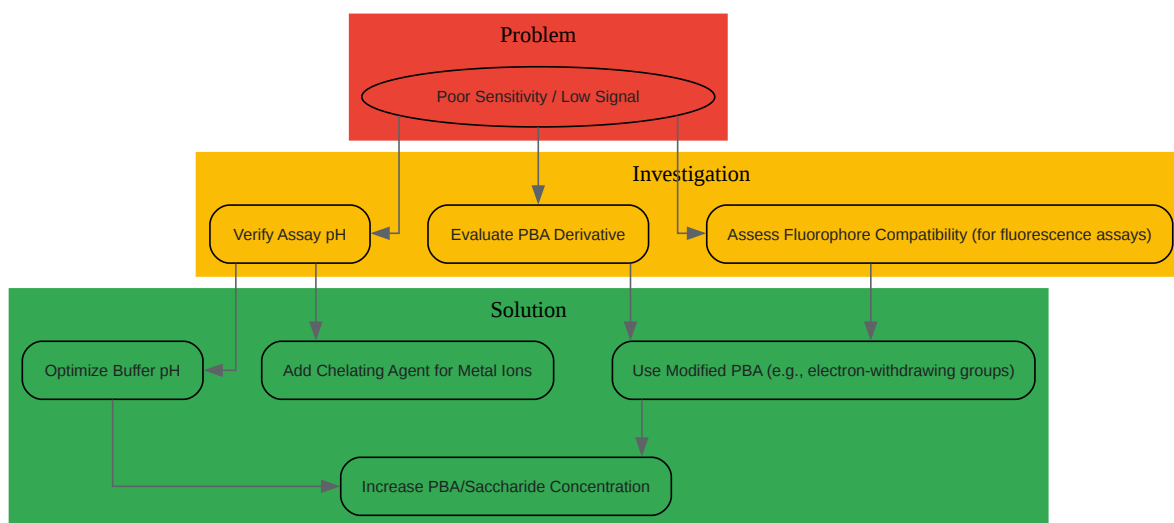 Problem
Poor Sensitivity / Low Signal
Investigation
Verify Assay pH
Evaluate PBA Derivative
Assess Fluorophore Compatibility (for fluorescence assays)
Solution
Optimize Buffer pH
Add Chelating Agent for Metal Ions
Use Modified PBA (e.g., electron-withdrawing groups)
Increase PBA/Saccharide Concentration